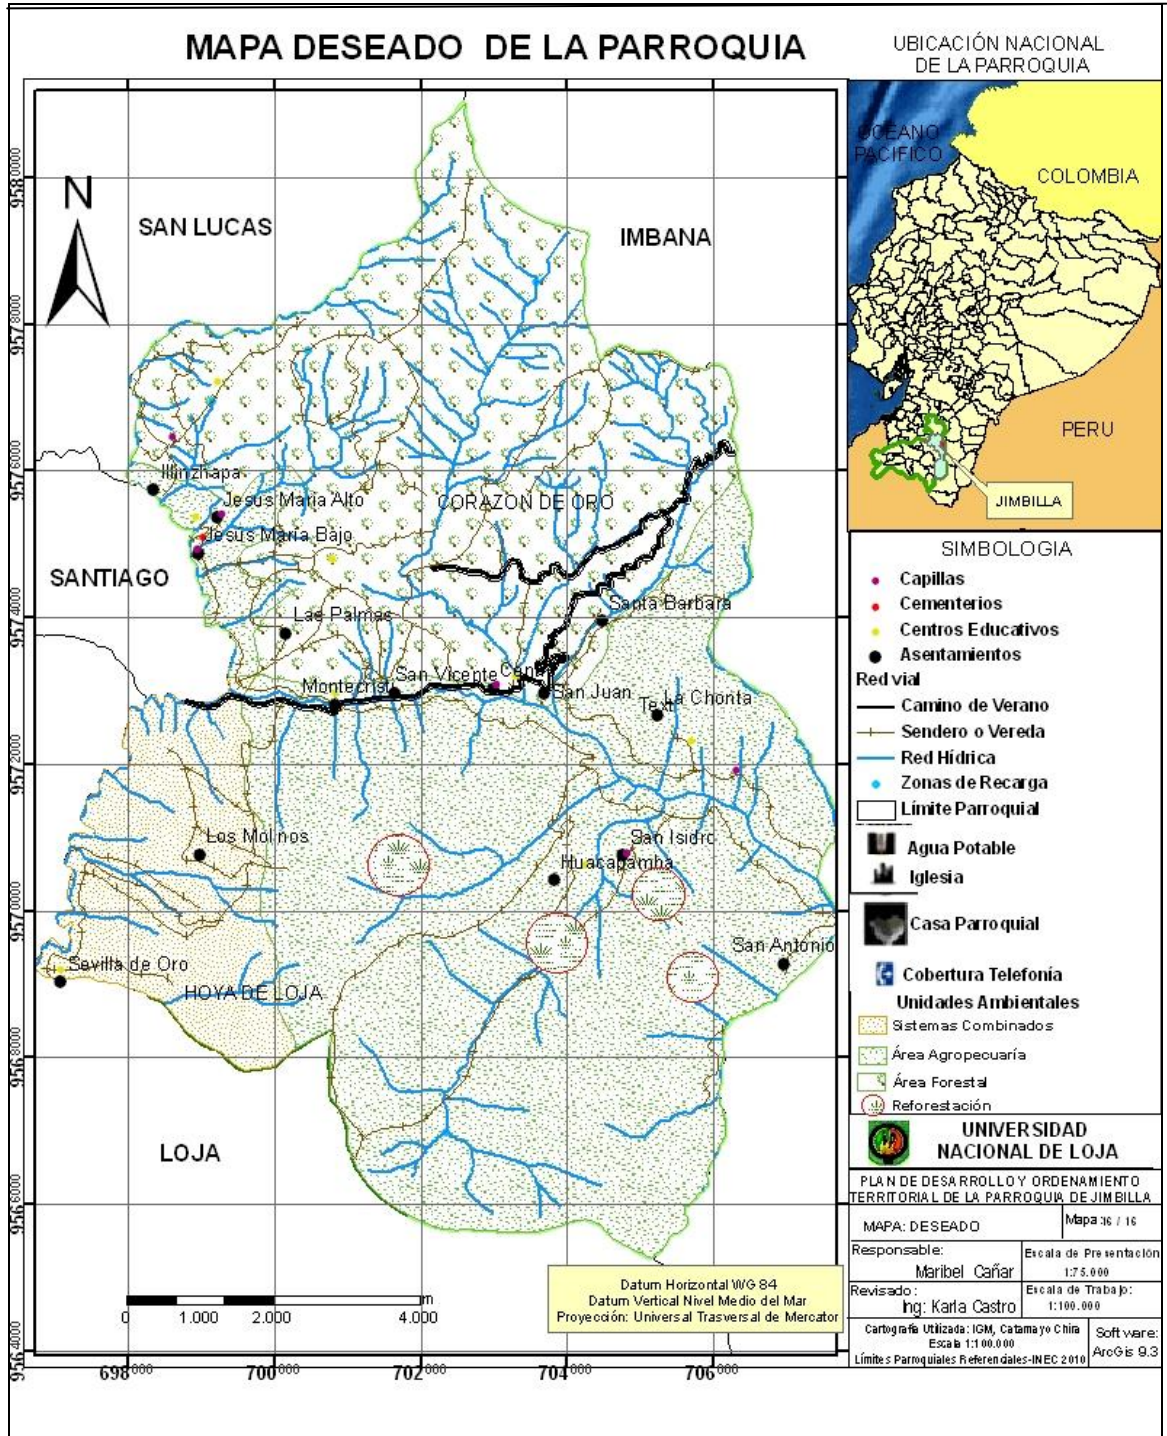 MAPA DESEADO DE LA PARROQUIA
UBICACIÓN NACIONAL
DE LA PARROQUIA
OCEANO
PACIFICO
COLOMBIA
PERU
JIMBILLA
N
SAN LUCAS
IMBANA
SANTIAGO
LOJA
Illinzhapa
Jesus Maria Alto
Jesus Maria Bajo
CORAZON DE ORO
Las Palmas
Santa Barbara
San Vicente
Montecristi
San Juan
Text
La Chonta
Los Molinos
San Isidro
Huacapamba
San Antonio
Sevilla de Oro
HOYA DE LOJA
9580000
9578000
9576000
9574000
9572000
9570000
9568000
9566000
9564000
698000
700000
702000
704000
706000
m
0 1.000 2.000 4.000
Datum Horizontal WG 84
Datum Vertical Nivel Medio del Mar
Proyección: Universal Trasversal de Mercator
SIMBOLOGIA
Capillas
Cementerios
Centros Educativos
Asentamientos
Red vial
Camino de Verano
Sendero o Vereda
Red Hídrica
Zonas de Recarga
Límite Parroquial
Agua Potable
Iglesia
Casa Parroquial
Cobertura Telefonía
Unidades Ambientales
Sistemas Combinados
Área Agropecuaría
Área Forestal
Reforestación
UNIVERSIDAD
NACIONAL DE LOJA
PLAN DE DESARROLLO Y ORDENAMIENTO
TERRITORIAL DE LA PARROQUIA DE JIMBILLA
MAPA: DESEADO
Mapa / 16
Responsable:
Maribel Cañar
Escala de Presentación
1:75.000
Revisado:
Ing: Karla Castro
Escala de Trabajo:
1:100.000
Cartografía Utilizada: IGM, Catamayo Chira
Escala 1:100.000
Límites Parroquiales Referenciales-INEC 2010
Software:
ArcGis 9.3